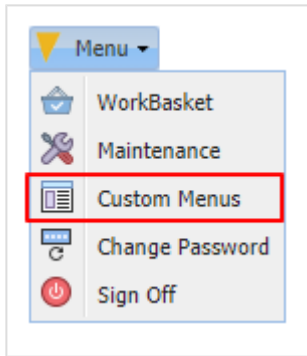 Menu
WorkBasket
Maintenance
Custom Menus
Change Password
Sign Off